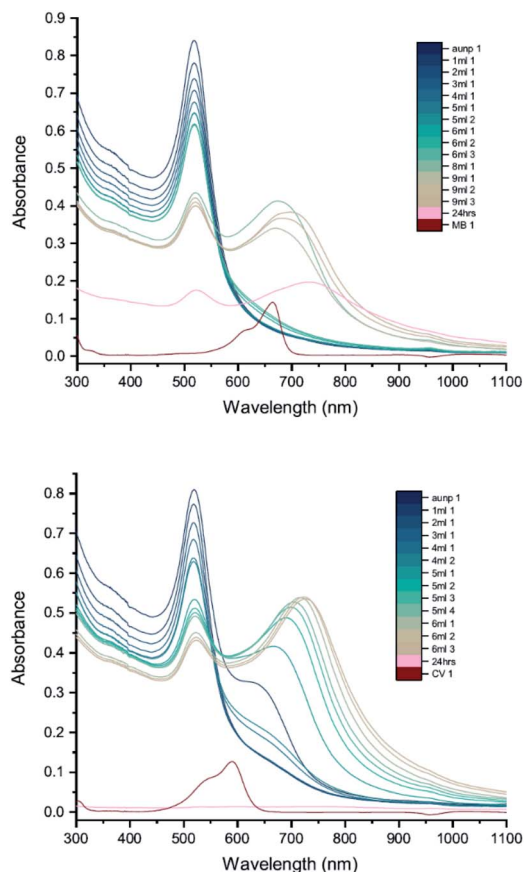 0.9
0.8
0.7
0.6
0.5
0.4
0.3
0.2
0.1
0.0
Absorbance
300 400 500 600 700 800 900 1000 1100
Wavelength (nm)
aunp 1
1ml 1
2ml 1
3ml 1
4ml 1
5ml 1
5ml 2
6ml 1
6ml 2
6ml 3
8ml 1
9ml 1
9ml 2
9ml 3
24hrs
MB 1
0.8
0.7
0.6
0.5
0.4
0.3
0.2
0.1
0.0
Absorbance
300 400 500 600 700 800 900 1000 1100
Wavelength (nm)
aunp 1
1ml 1
2ml 1
3ml 1
4ml 1
4ml 2
5ml 1
5ml 2
5ml 3
5ml 4
6ml 1
6ml 2
6ml 3
24hrs
CV 1